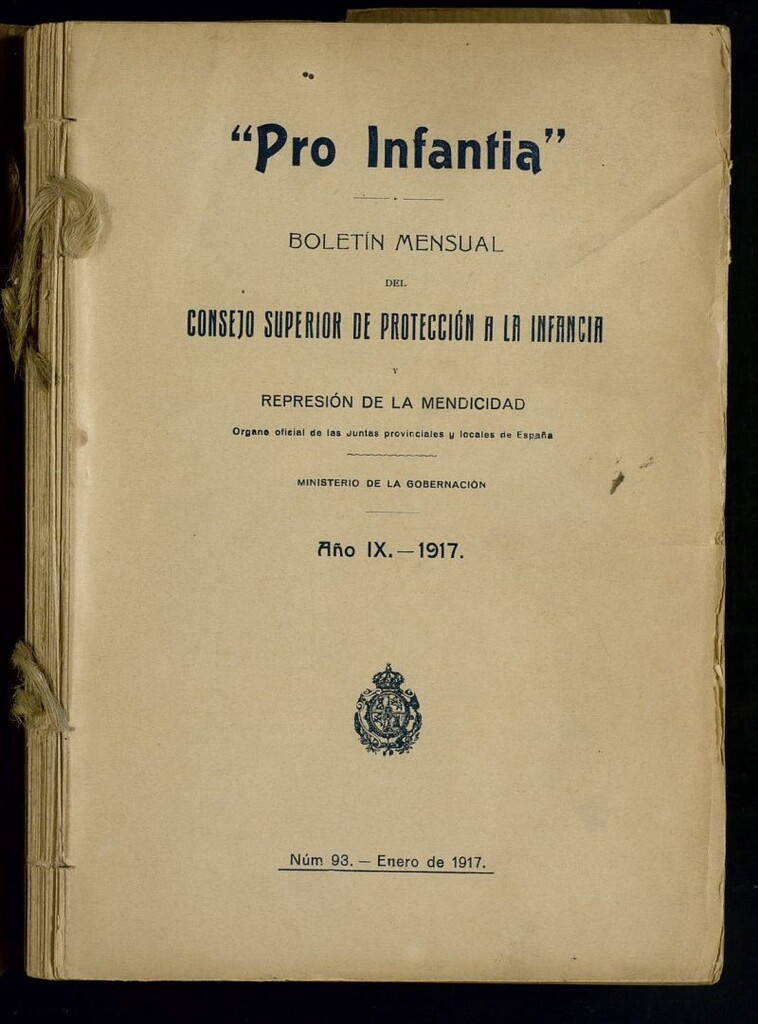 “Pro Infantia”
BOLETÍN MENSUAL
DEL
CONSEJO SUPERIOR DE PROTECCIÓN A LA INFANCIA
Y
REPRESIÓN DE LA MENDICIDAD
Organo oficial de las Juntas provinciales y locales de España
MINISTERIO DE LA GOBERNACIÓN
Año IX.—1917.
Núm 93. — Enero de 1917.